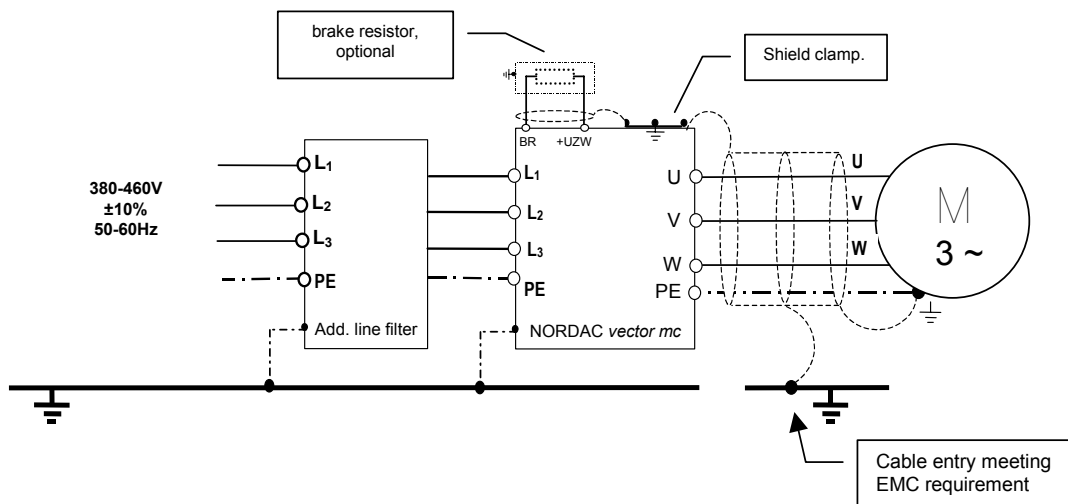 brake resistor,
optional
Shield clamp.
BR
+UZW
380-460V
±10%
50-60Hz
L1
L2
L3
PE
Add. line filter
L1
L2
L3
PE
U
V
W
PE
NORDAC vector mc
U
V
W
M
3 ~
Cable entry meeting
EMC requirement